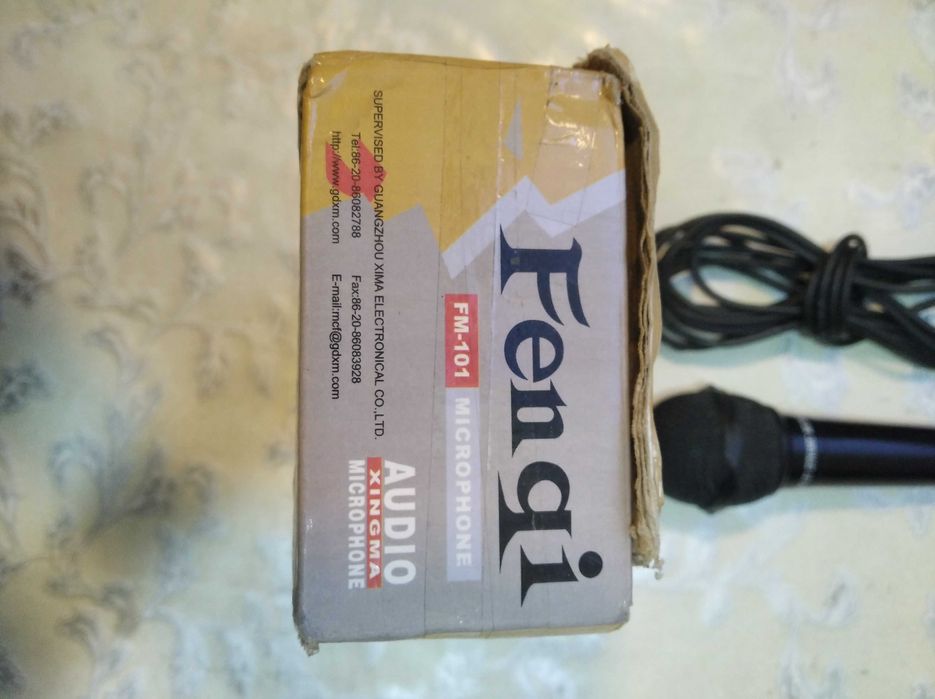 Fenqi
FM-101 MICROPHONE
AUDIO
XINGMA
MICROPHONE
SUPERVISED BY GUANGZHOU XIMA ELECTRONICAL CO.,LTD.
Tel:86-20-86082788 Fax:86-20-86083928
http://www.gdxm.com E-mail:mcf@gdxm.com